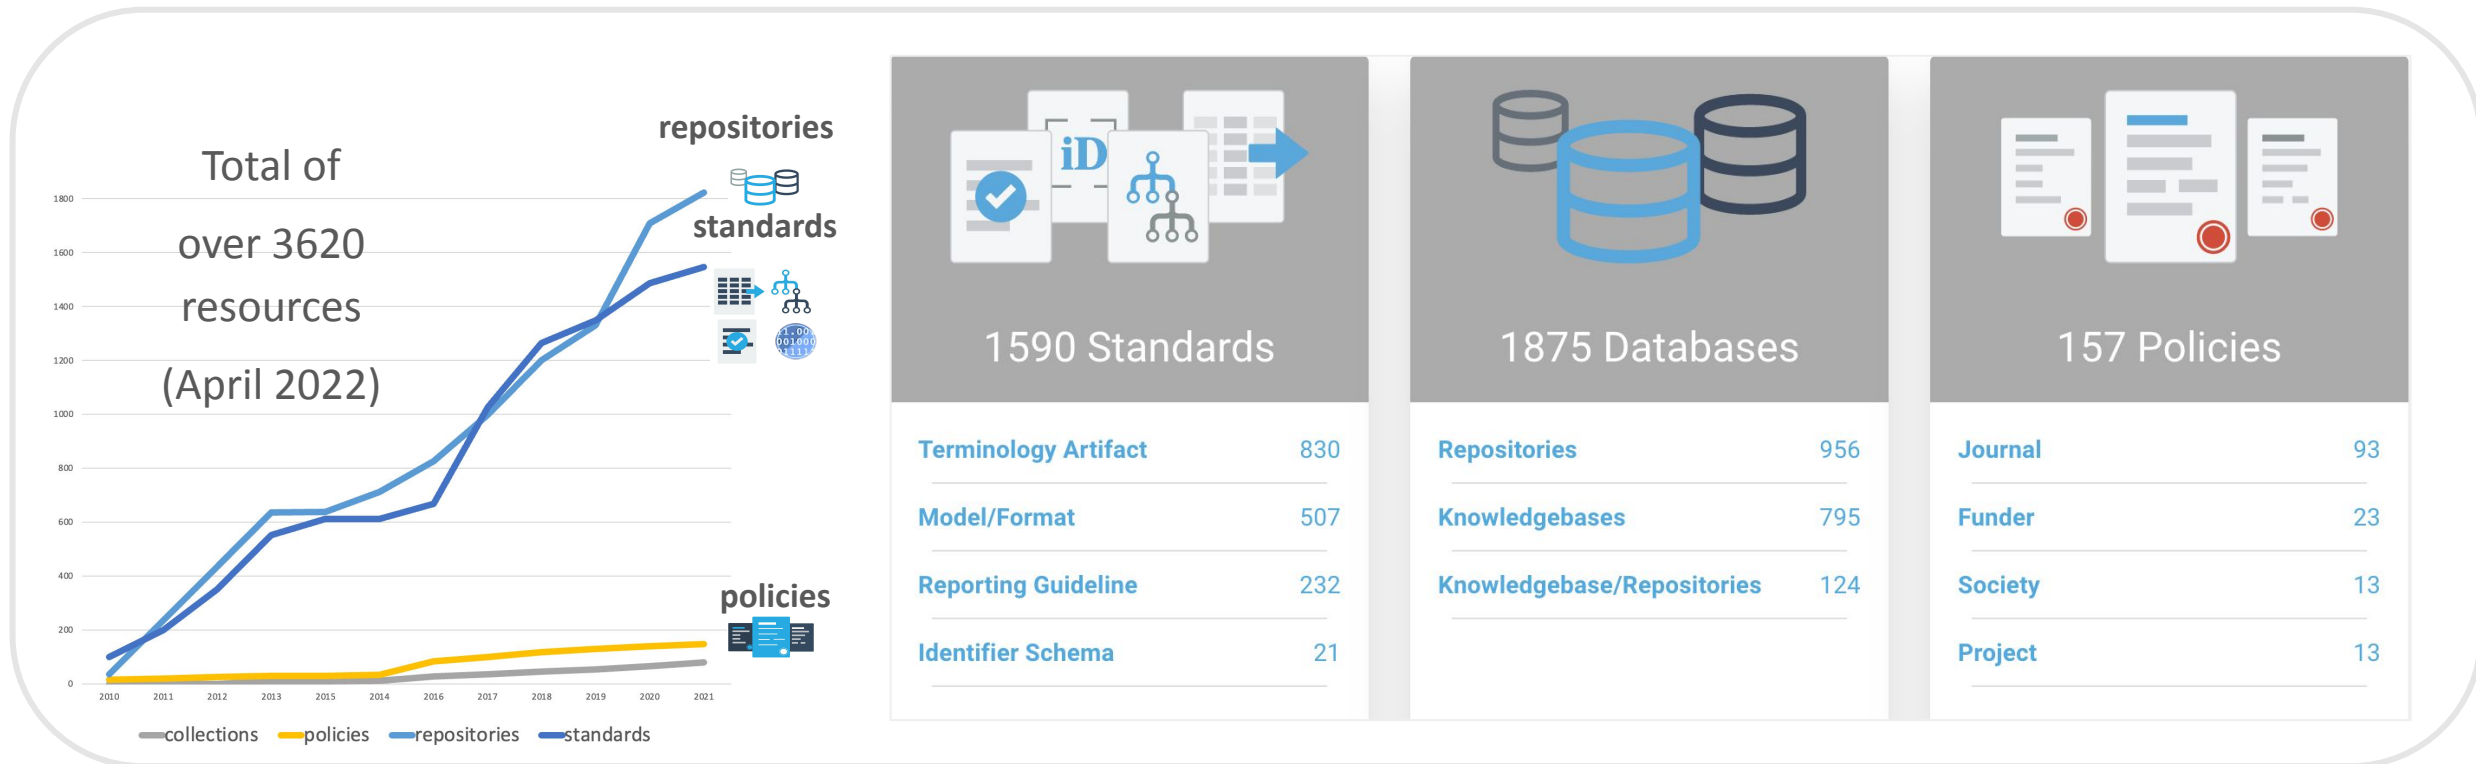 Total of
over 3620
resources
(April 2022)
repositories
standards
policies
1800
1600
1400
1200
1000
800
600
400
200
0
2010 2011 2012 2013 2015 2014 2016 2017 2018 2019 2020 2021
collections policies repositories standards
iD
1590 Standards
Terminology Artifact 830
Model/Format 507
Reporting Guideline 232
Identifier Schema 21
1875 Databases
Repositories 956
Knowledgebases 795
Knowledgebase/Repositories 124
157 Policies
Journal 93
Funder 23
Society 13
Project 13